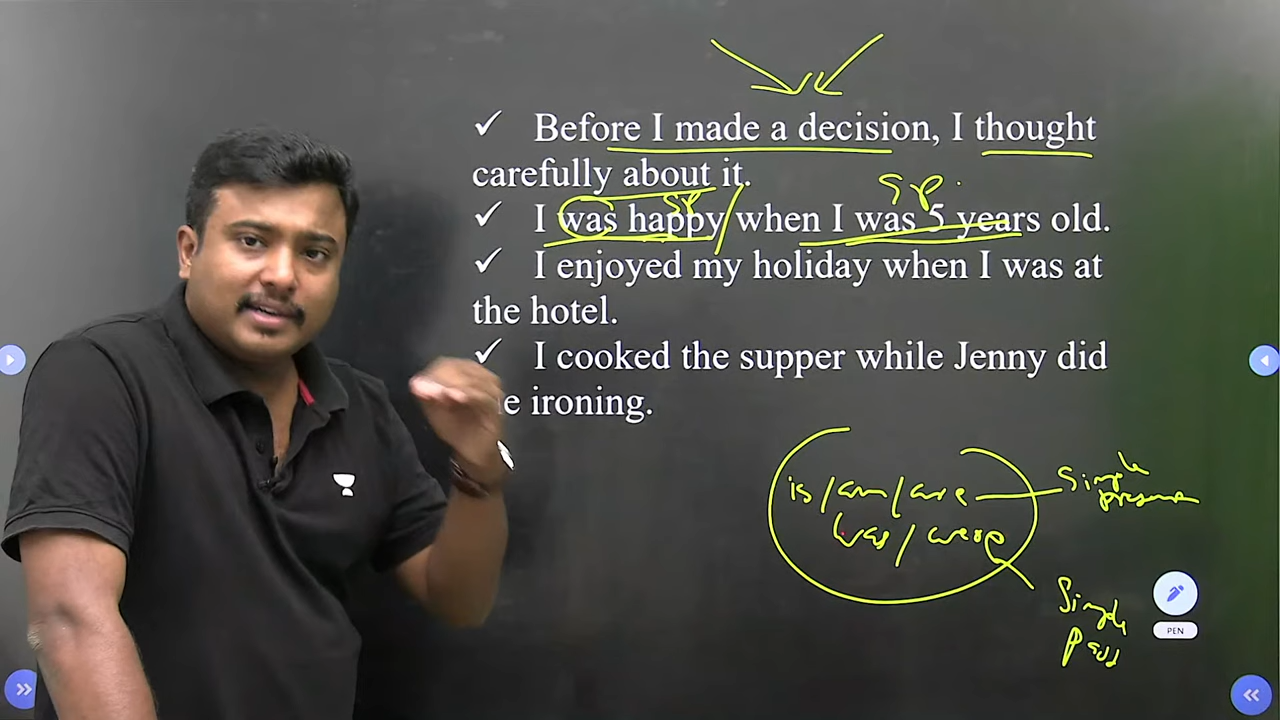 ✓ Before I made a decision, I thought
carefully about it.
SP SP.
✓ I was happy when I was 5 years old.
✓ I enjoyed my holiday when I was at
the hotel.
✓ I cooked the supper while Jenny did
e ironing.
is/am/are — Simple
present
was/were
Simple
Past
PEN